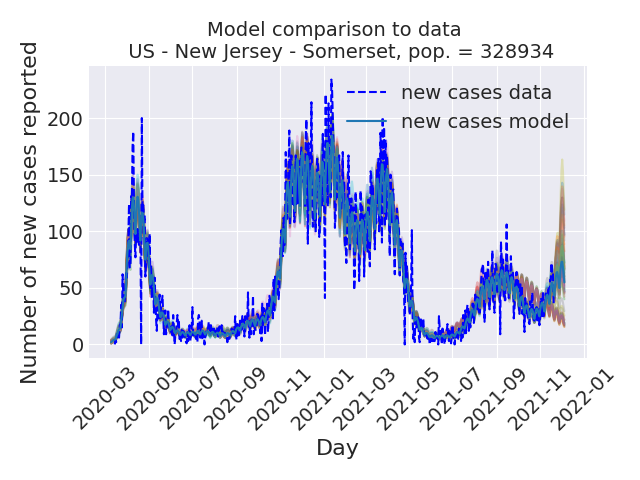 Model comparison to data
US - New Jersey - Somerset, pop. = 328934
Number of new cases reported
200
150
100
50
0
new cases data
new cases model
2020-03
2020-05
2020-07
2020-09
2020-11
2021-01
2021-03
2021-05
2021-07
2021-09
2021-11
2022-01
Day